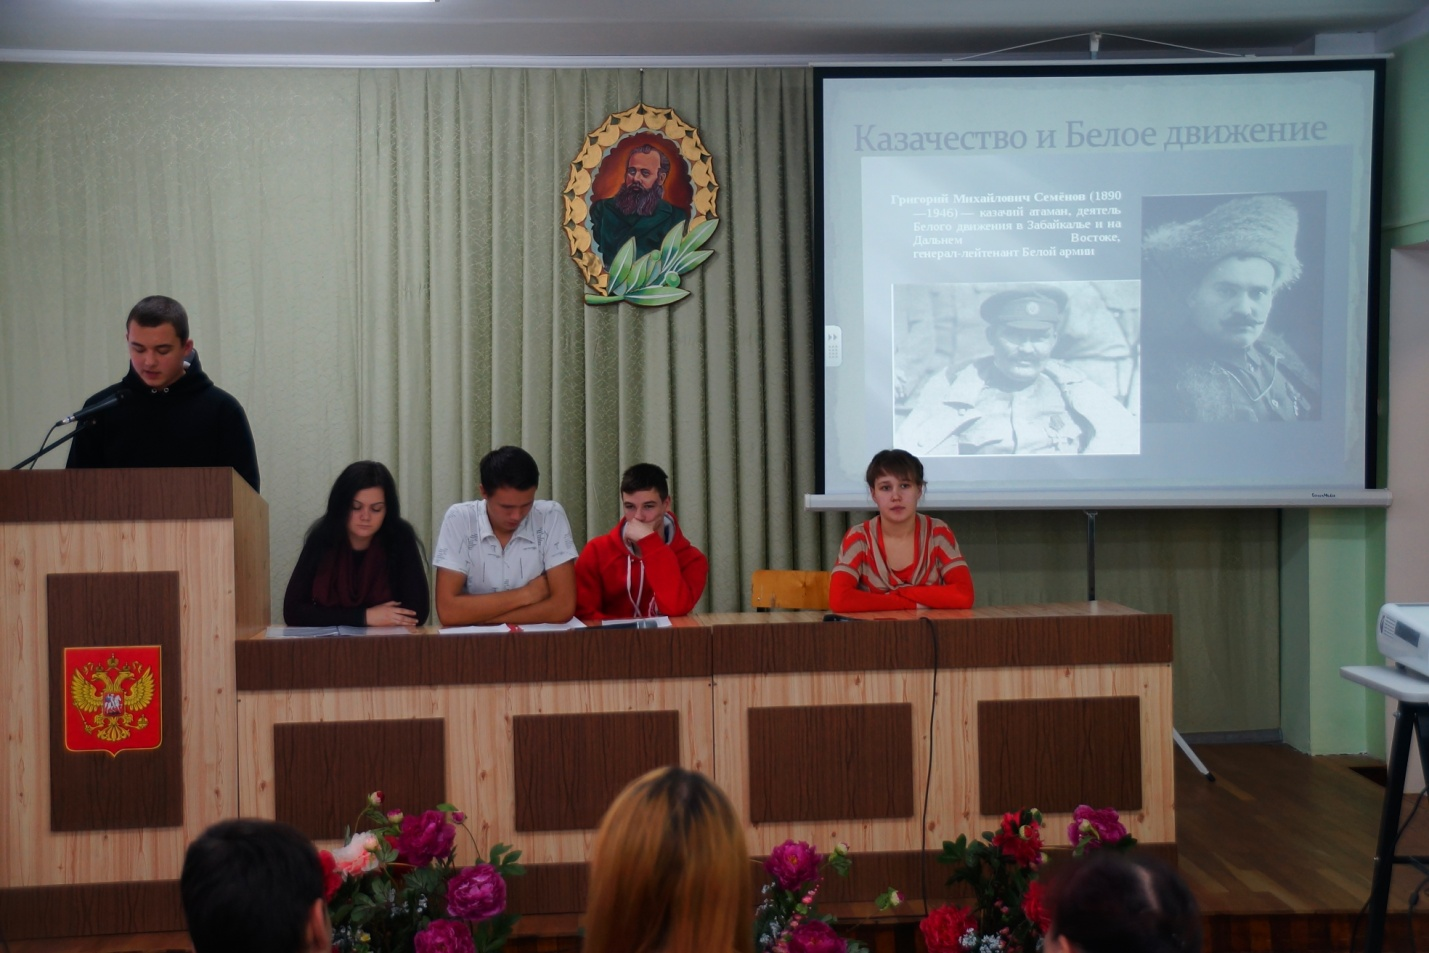 Казачество и Белое движение
Григорий Михайлович Семёнов (1890
—1946) — казачий атаман, деятель
Белого движения в Забайкалье и на
Дальнем Востоке,
генерал-лейтенант Белой армии